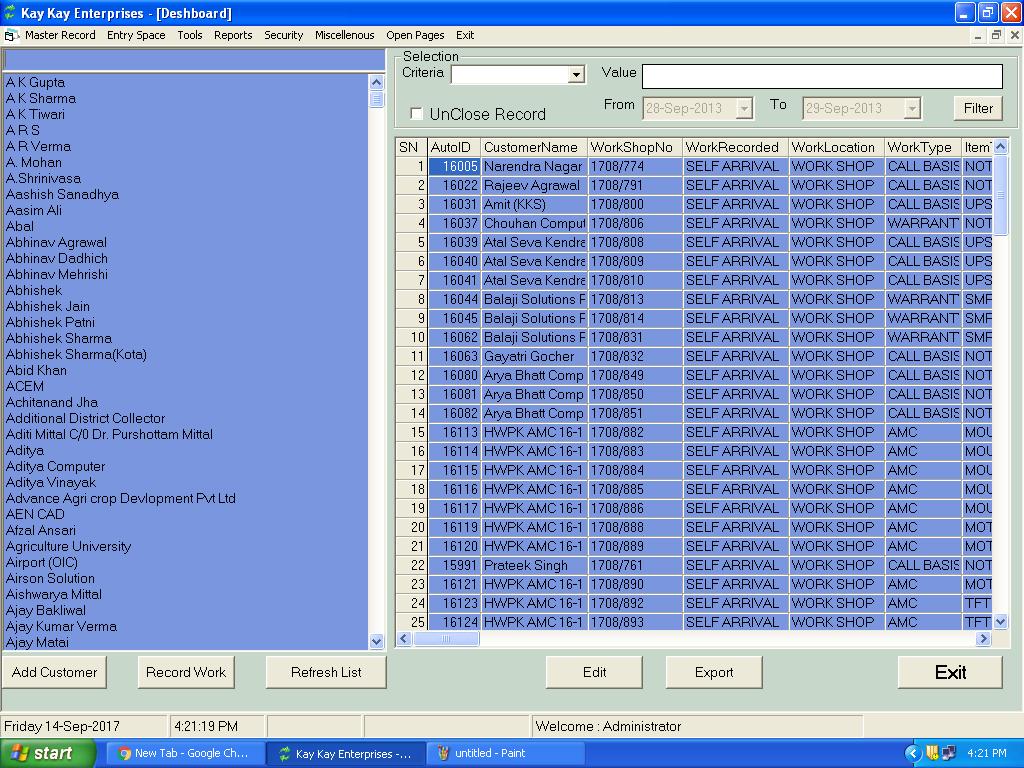 Kay Kay Enterprises - [Deshboard]
Master Record Entry Space Tools Reports Security Miscellenous Open Pages Exit
A K Gupta
A K Sharma
A K Tiwari
A R S
A R Verma
A. Mohan
A.Shrinivasa
Aashish Sanadhya
Aasim Ali
Abal
Abhinav Agrawal
Abhinav Dadhich
Abhinav Mehrishi
Abhishek
Abhishek Jain
Abhishek Patni
Abhishek Sharma
Abhishek Sharma(Kota)
Abid Khan
ACEM
Achitanand Jha
Additional District Collector
Aditi Mittal C/0 Dr. Purshottam Mittal
Aditya
Aditya Computer
Aditya Vinayak
Advance Agri crop Devlopment Pvt Ltd
AEN CAD
Afzal Ansari
Agriculture University
Airport (OIC)
Airson Solution
Aishwarya Mittal
Ajay Bakliwal
Ajay Kumar Verma
Ajay Matai
Add Customer Record Work Refresh List
Selection
Criteria Value
UnClose Record From 28-Sep-2013 To 29-Sep-2013 Filter
SN AutoID CustomerName WorkShopNo WorkRecorded WorkLocation WorkType ItemT
1 16005 Narendra Nagar 1708/774 SELF ARRIVAL WORK SHOP CALL BASIS NOT
2 16022 Rajeev Agrawal 1708/791 SELF ARRIVAL WORK SHOP CALL BASIS NOT
3 16031 Amit (KKS) 1708/800 SELF ARRIVAL WORK SHOP CALL BASIS UPS
4 16037 Chouhan Comput 1708/806 SELF ARRIVAL WORK SHOP WARRANT NOT
5 16039 Atal Seva Kendra 1708/808 SELF ARRIVAL WORK SHOP CALL BASIS UPS
6 16040 Atal Seva Kendra 1708/809 SELF ARRIVAL WORK SHOP CALL BASIS UPS
7 16041 Atal Seva Kendra 1708/810 SELF ARRIVAL WORK SHOP CALL BASIS UPS
8 16044 Balaji Solutions P 1708/813 SELF ARRIVAL WORK SHOP WARRANT SMP
9 16045 Balaji Solutions P 1708/814 SELF ARRIVAL WORK SHOP WARRANT SMP
10 16062 Balaji Solutions P 1708/831 SELF ARRIVAL WORK SHOP WARRANT SMP
11 16063 Gayatri Gocher 1708/832 SELF ARRIVAL WORK SHOP CALL BASIS NOT
12 16080 Arya Bhatt Comp 1708/849 SELF ARRIVAL WORK SHOP CALL BASIS NOT
13 16081 Arya Bhatt Comp 1708/850 SELF ARRIVAL WORK SHOP CALL BASIS NOT
14 16082 Arya Bhatt Comp 1708/851 SELF ARRIVAL WORK SHOP CALL BASIS NOT
15 16113 HWPK AMC 16-1 1708/882 SELF ARRIVAL WORK SHOP AMC MOU
16 16114 HWPK AMC 16-1 1708/883 SELF ARRIVAL WORK SHOP AMC MOU
17 16115 HWPK AMC 16-1 1708/884 SELF ARRIVAL WORK SHOP AMC MOU
18 16116 HWPK AMC 16-1 1708/885 SELF ARRIVAL WORK SHOP AMC MOU
19 16117 HWPK AMC 16-1 1708/886 SELF ARRIVAL WORK SHOP AMC MOU
20 16119 HWPK AMC 16-1 1708/888 SELF ARRIVAL WORK SHOP AMC MOT
21 16120 HWPK AMC 16-1 1708/889 SELF ARRIVAL WORK SHOP AMC MOT
22 15991 Prateek Singh 1708/761 SELF ARRIVAL WORK SHOP CALL BASIS NOT
23 16121 HWPK AMC 16-1 1708/890 SELF ARRIVAL WORK SHOP AMC MOT
24 16123 HWPK AMC 16-1 1708/892 SELF ARRIVAL WORK SHOP AMC TFT
25 16124 HWPK AMC 16-1 1708/893 SELF ARRIVAL WORK SHOP AMC TFT
Edit Export Exit
Friday 14-Sep-2017 4:21:19 PM Welcome : Administrator
start New Tab - Google Ch... Kay Kay Enterprises -... untitled - Paint 4:21 PM